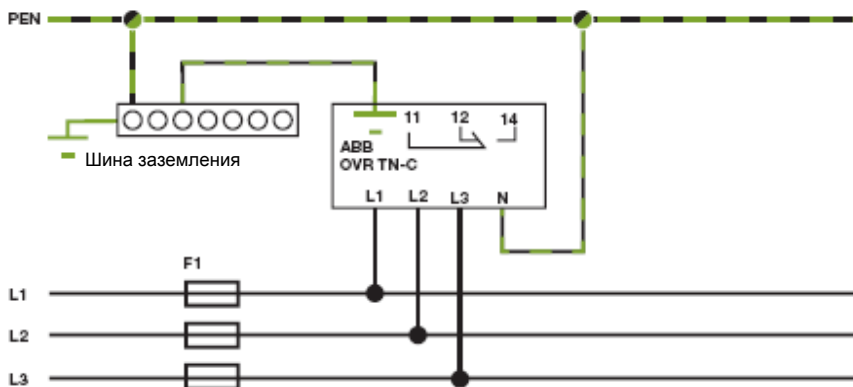 PEN
11 12 14
ABB
OVR TN-C
Шина заземления
L1 L2 L3 N
F1
L1
L2
L3